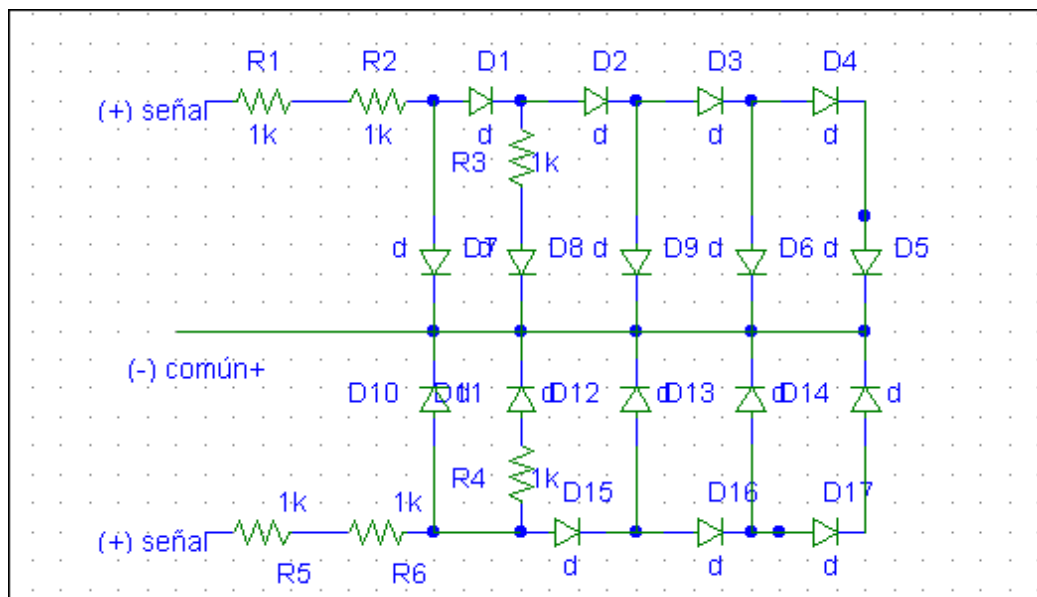 R1 R2 D1 D2 D3 D4
(+) señal
1k 1k d d d d
R3 1k
d D7 d D8 d D9 d D6 d D5
(-) común+
D10 D11 d d D12 d D13 d D14 d
R4 1k
1k 1k D15 D16 D17
(+) señal
R5 R6 d d d